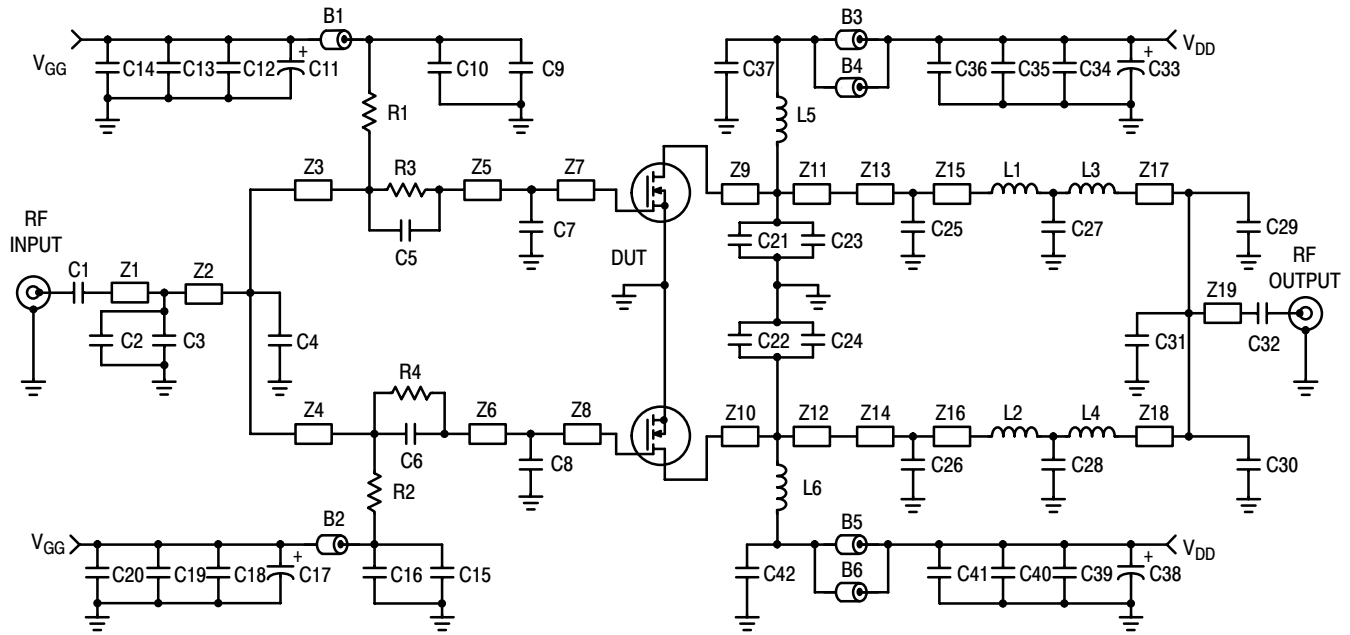 B1
B3
V_GG
C14
C13
C12
+
C11
C10
C9
C37
B4
C36
C35
C34
+
C33
V_DD
R1
L5
Z3
R3
Z5
Z7
Z9
Z11
Z13
Z15
L1
L3
Z17
C5
C7
C21
C23
C25
C27
C29
RF
INPUT
C1
Z1
Z2
DUT
RF
OUTPUT
Z19
C2
C3
C4
C22
C24
C31
C32
R4
Z4
Z6
Z8
Z10
Z12
Z14
Z16
L2
L4
Z18
C6
C8
C26
C28
C30
R2
L6
B2
B5
V_GG
V_DD
C20
C19
C18
+
C17
C16
C15
C42
B6
C41
C40
C39
+
C38